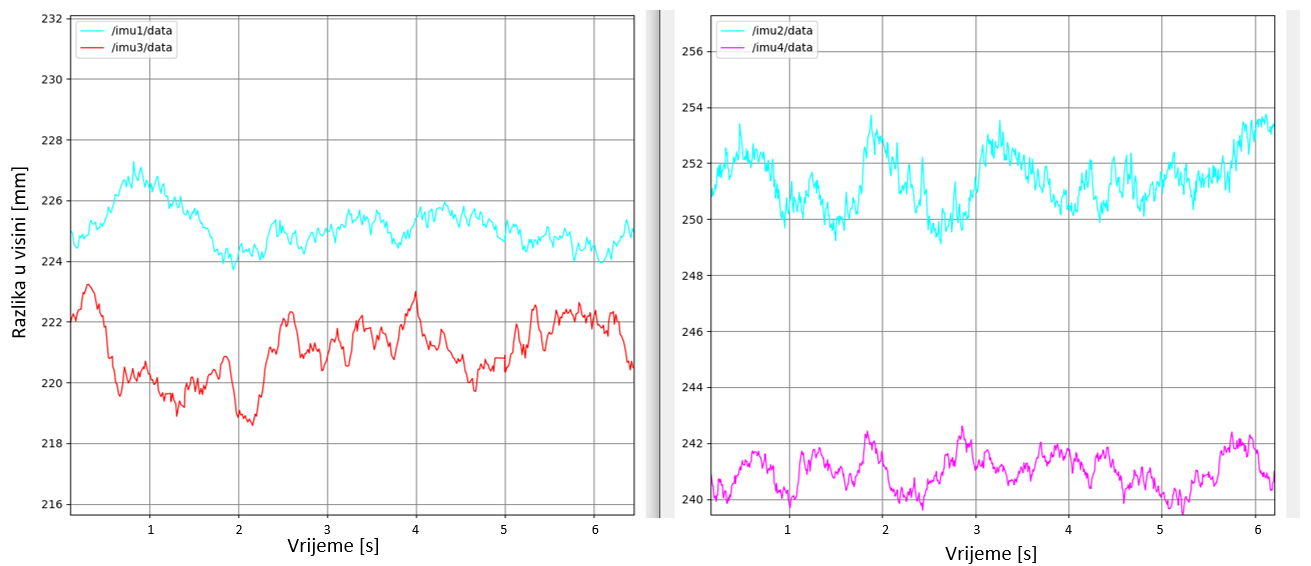 /imu1/data
/imu3/data
232
230
228
226
224
222
220
218
216
Razlika u visini [mm]
1 2 3 4 5 6
Vrijeme [s]
/imu2/data
/imu4/data
256
254
252
250
248
246
244
242
240
1 2 3 4 5 6
Vrijeme [s]